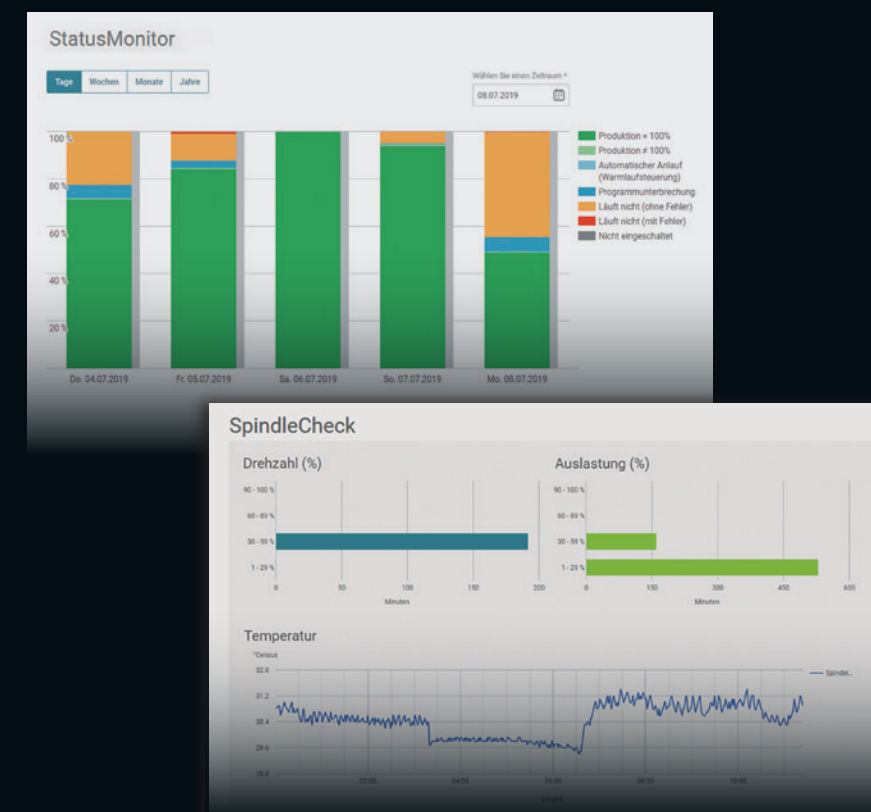 StatusMonitor
Tage Wochen Monate Jahre
Wählen Sie einen Zeitraum *
08.07.2019
100 %
80 %
60 %
40 %
20 %
Do. 04.07.2019 Fr. 05.07.2019 Sa. 06.07.2019 So. 07.07.2019 Mo. 08.07.2019
Produktion = 100%
Produktion ≠ 100%
Automatischer Anlauf
(Warmlaufsteuerung)
Programmunterbrechung
Läuft nicht (ohne Fehler)
Läuft nicht (mit Fehler)
Nicht eingeschaltet
SpindleCheck
Drehzahl (%)
90 - 100 %
60 - 89 %
30 - 59 %
1 - 29 %
0 50 100 150 200
Minuten
Auslastung (%)
90 - 100 %
60 - 89 %
30 - 59 %
1 - 29 %
0 150 300 450 600
Minuten
Temperatur
°Celsius
32.0
31.2
30.4
29.6
28.8
02:00 04:00 06:00 08:00 10:00
Spindel...